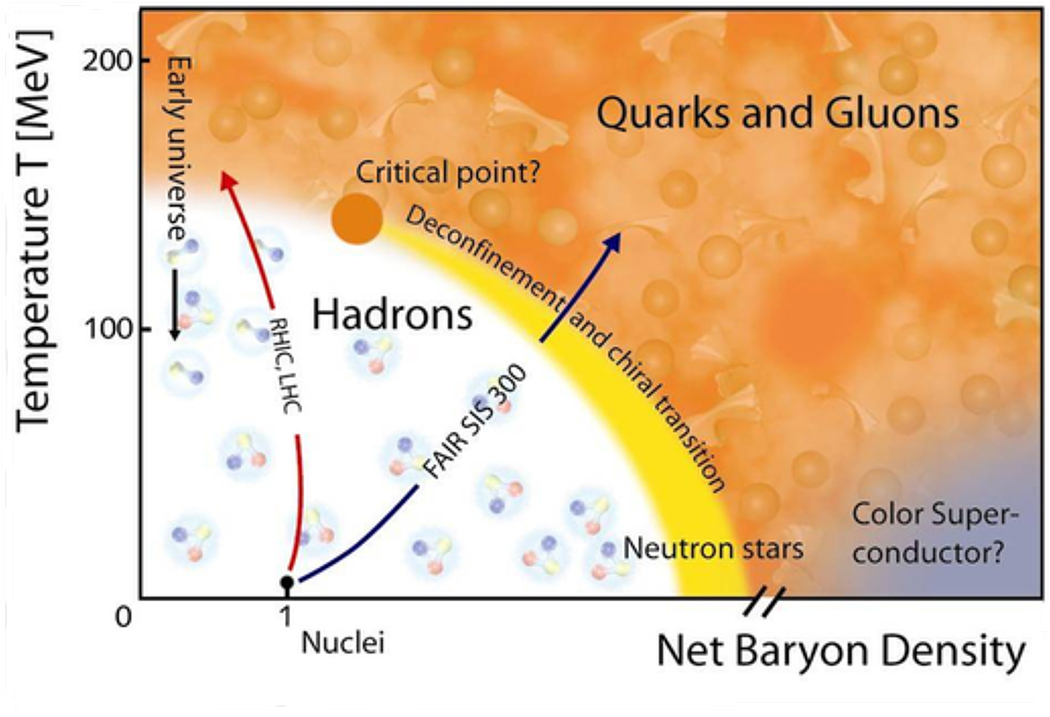 Temperature T [MeV]
200
100
0
Early universe
Quarks and Gluons
Critical point?
Deconfinement and chiral transition
Hadrons
RHIC, LHC
FAIR SIS 300
Color Super-
conductor?
Neutron stars
1
Nuclei
Net Baryon Density